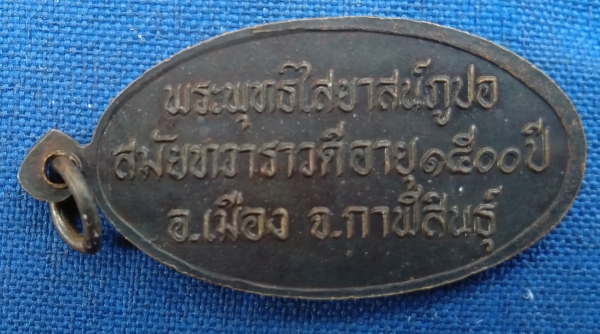 พระพุทธ์ไสยาสน์ภูปอ
สมัยทวาราวดีอายุ๑๕๐๐ปี
อ.เมือง จ.กาฬสินธุ์